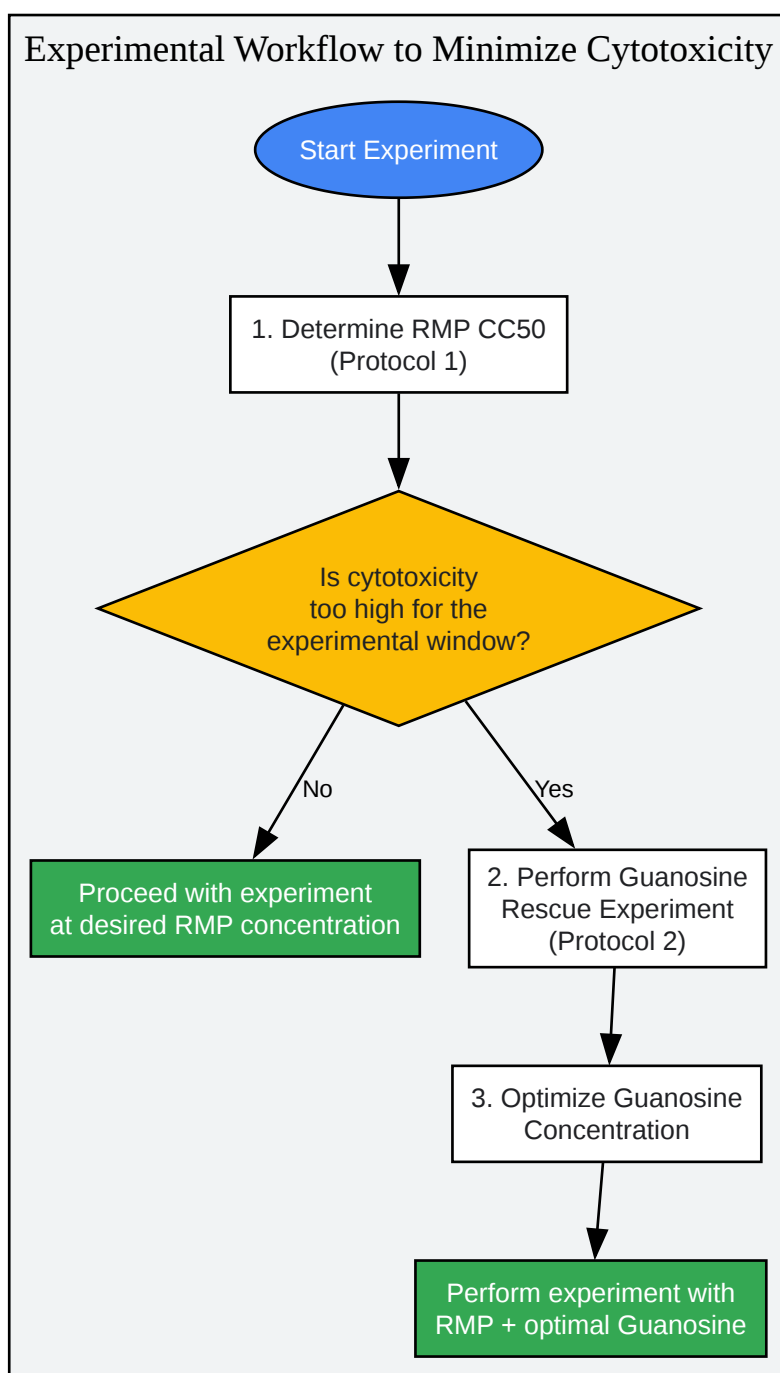 Experimental Workflow to Minimize Cytotoxicity
Start Experiment
1. Determine RMP CC50
(Protocol 1)
Is cytotoxicity
too high for the
experimental window?
No
Yes
Proceed with experiment
at desired RMP concentration
2. Perform Guanosine
Rescue Experiment
(Protocol 2)
3. Optimize Guanosine
Concentration
Perform experiment with
RMP + optimal Guanosine